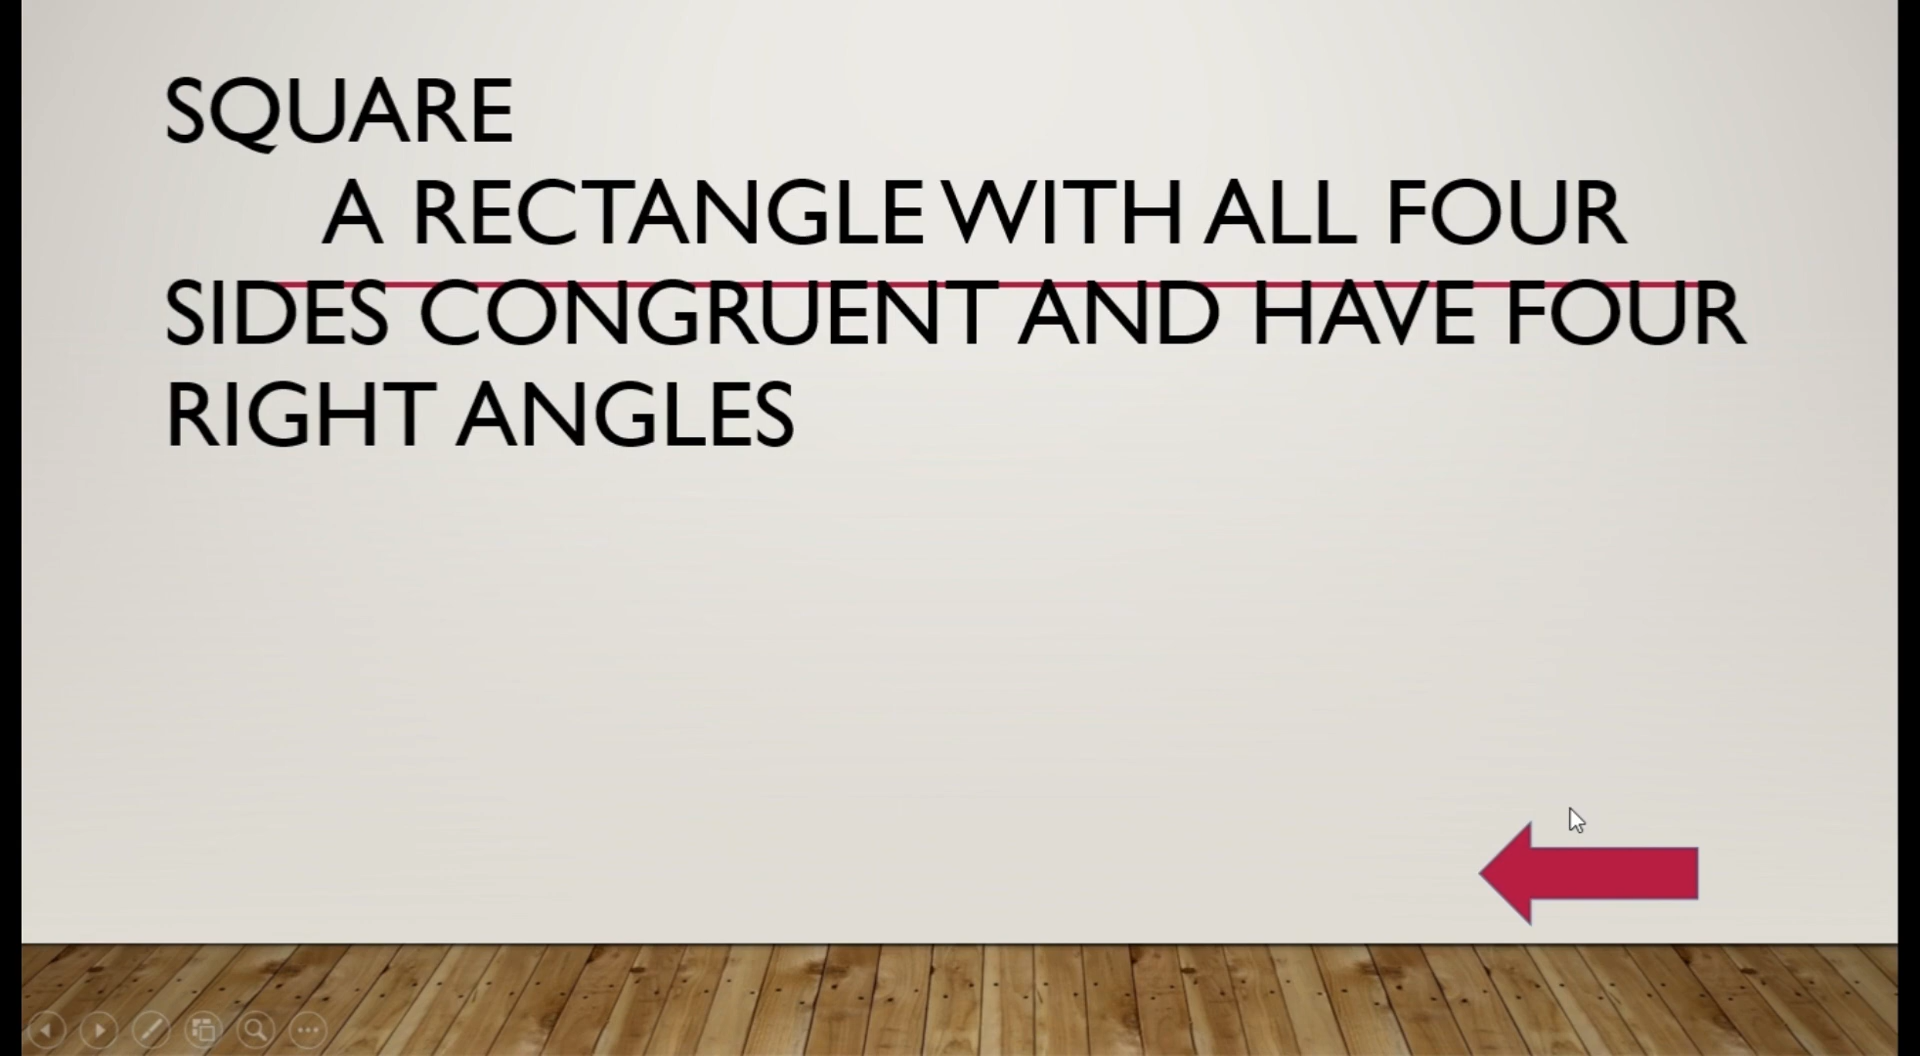 SQUARE
A RECTANGLE WITH ALL FOUR
SIDES CONGRUENT AND HAVE FOUR
RIGHT ANGLES